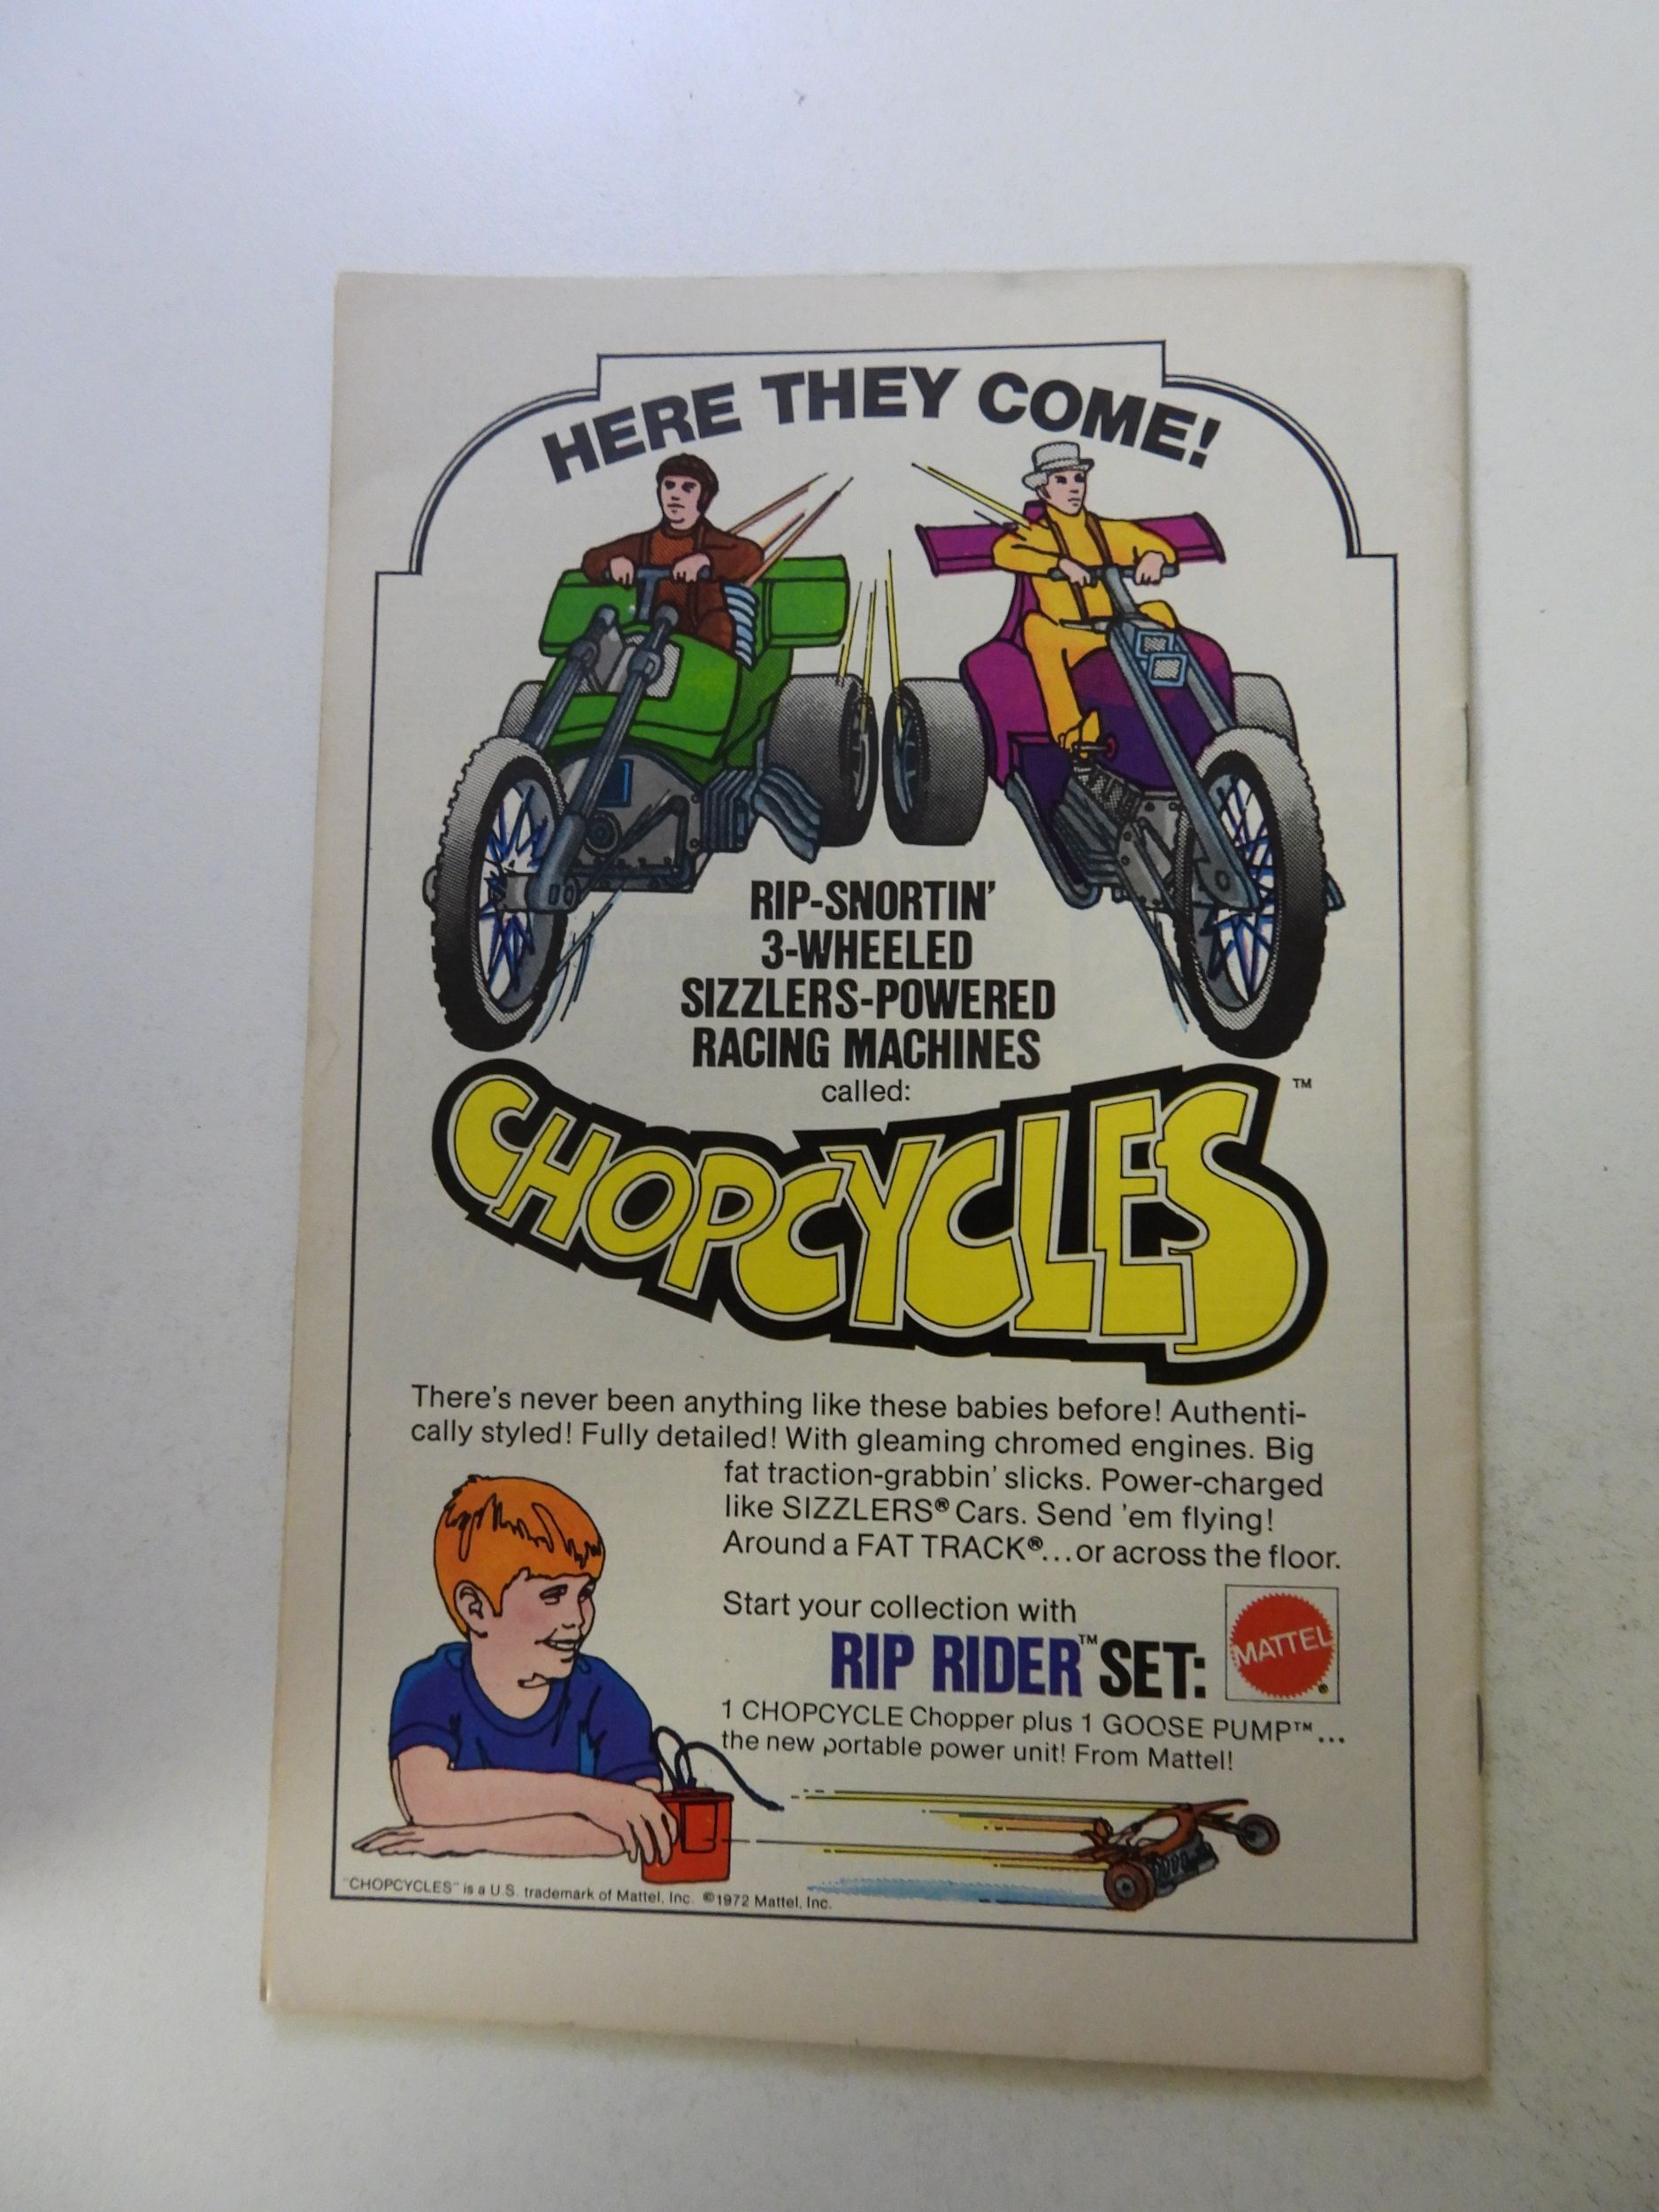 HERE THEY COME!
RIP-SNORTIN'
3-WHEELED
SIZZLERS-POWERED
RACING MACHINES
called:
CHOPCYCLES™
There's never been anything like these babies before! Authenti-
cally styled! Fully detailed! With gleaming chromed engines. Big
fat traction-grabbin' slicks. Power-charged
like SIZZLERS® Cars. Send 'em flying!
Around a FAT TRACK®...or across the floor.
Start your collection with
RIP RIDER™ SET:
MATTEL®
1 CHOPCYCLE Chopper plus 1 GOOSE PUMP™...
the new portable power unit! From Mattel!
"CHOPCYCLES" is a U.S. trademark of Mattel, Inc. ©1972 Mattel, Inc.